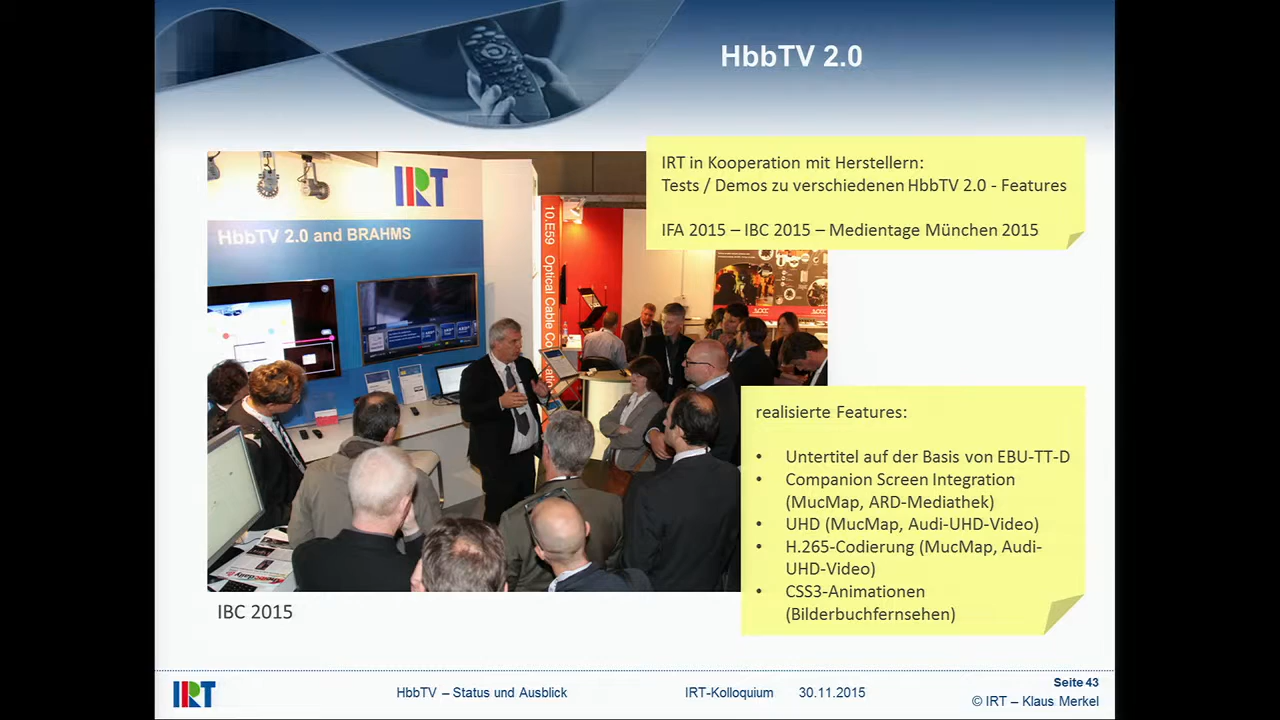 HbbTV 2.0
IRT in Kooperation mit Herstellern:
Tests / Demos zu verschiedenen HbbTV 2.0 - Features
IFA 2015 – IBC 2015 – Medientage München 2015
IRT
HbbTV 2.0 and BRAHMS
10.E59 Optical Cable
realisierte Features:
• Untertitel auf der Basis von EBU-TT-D
• Companion Screen Integration
(MucMap, ARD-Mediathek)
• UHD (MucMap, Audi-UHD-Video)
• H.265-Codierung (MucMap, Audi-
UHD-Video)
• CSS3-Animationen
(Bilderbuchfernsehen)
IBC 2015
IRT
HbbTV – Status und Ausblick
IRT-Kolloquium
30.11.2015
Seite 43
© IRT – Klaus Merkel